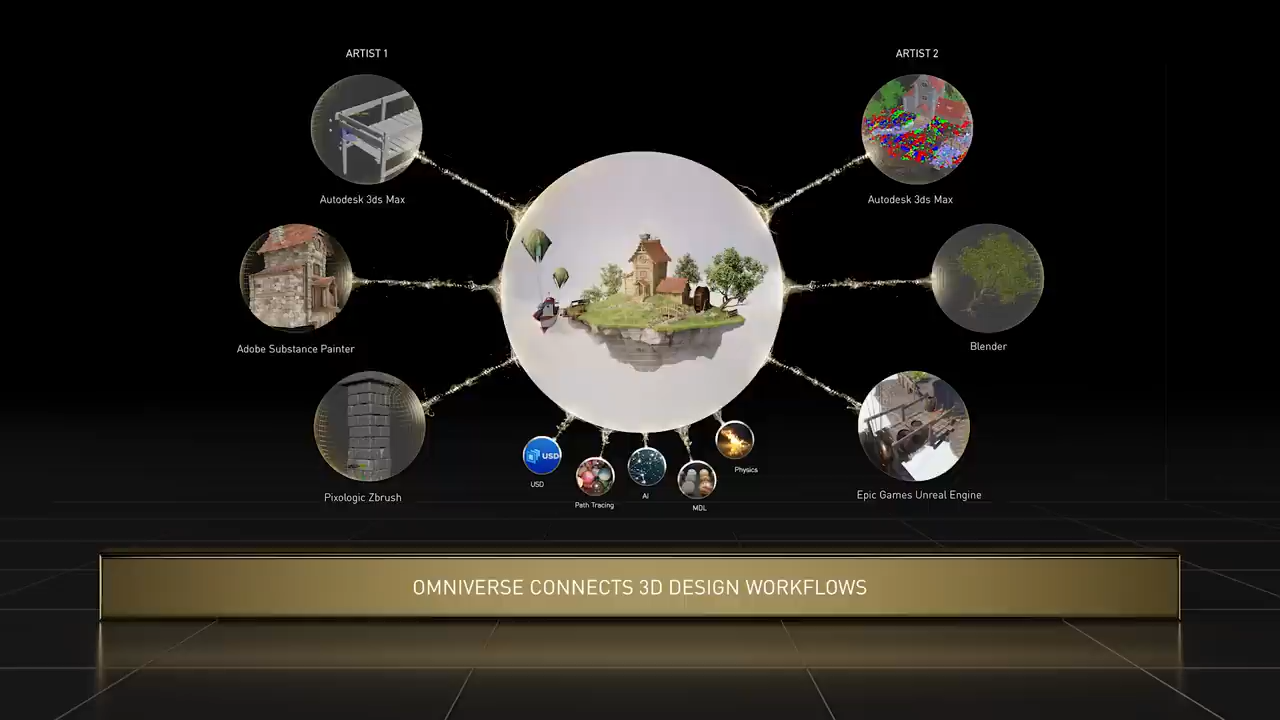 ARTIST 1
ARTIST 2
Autodesk 3ds Max
Autodesk 3ds Max
Adobe Substance Painter
Blender
Pixologic Zbrush
Epic Games Unreal Engine
USD
USD
Path Tracing
AI
MDL
Physics
OMNIVERSE CONNECTS 3D DESIGN WORKFLOWS